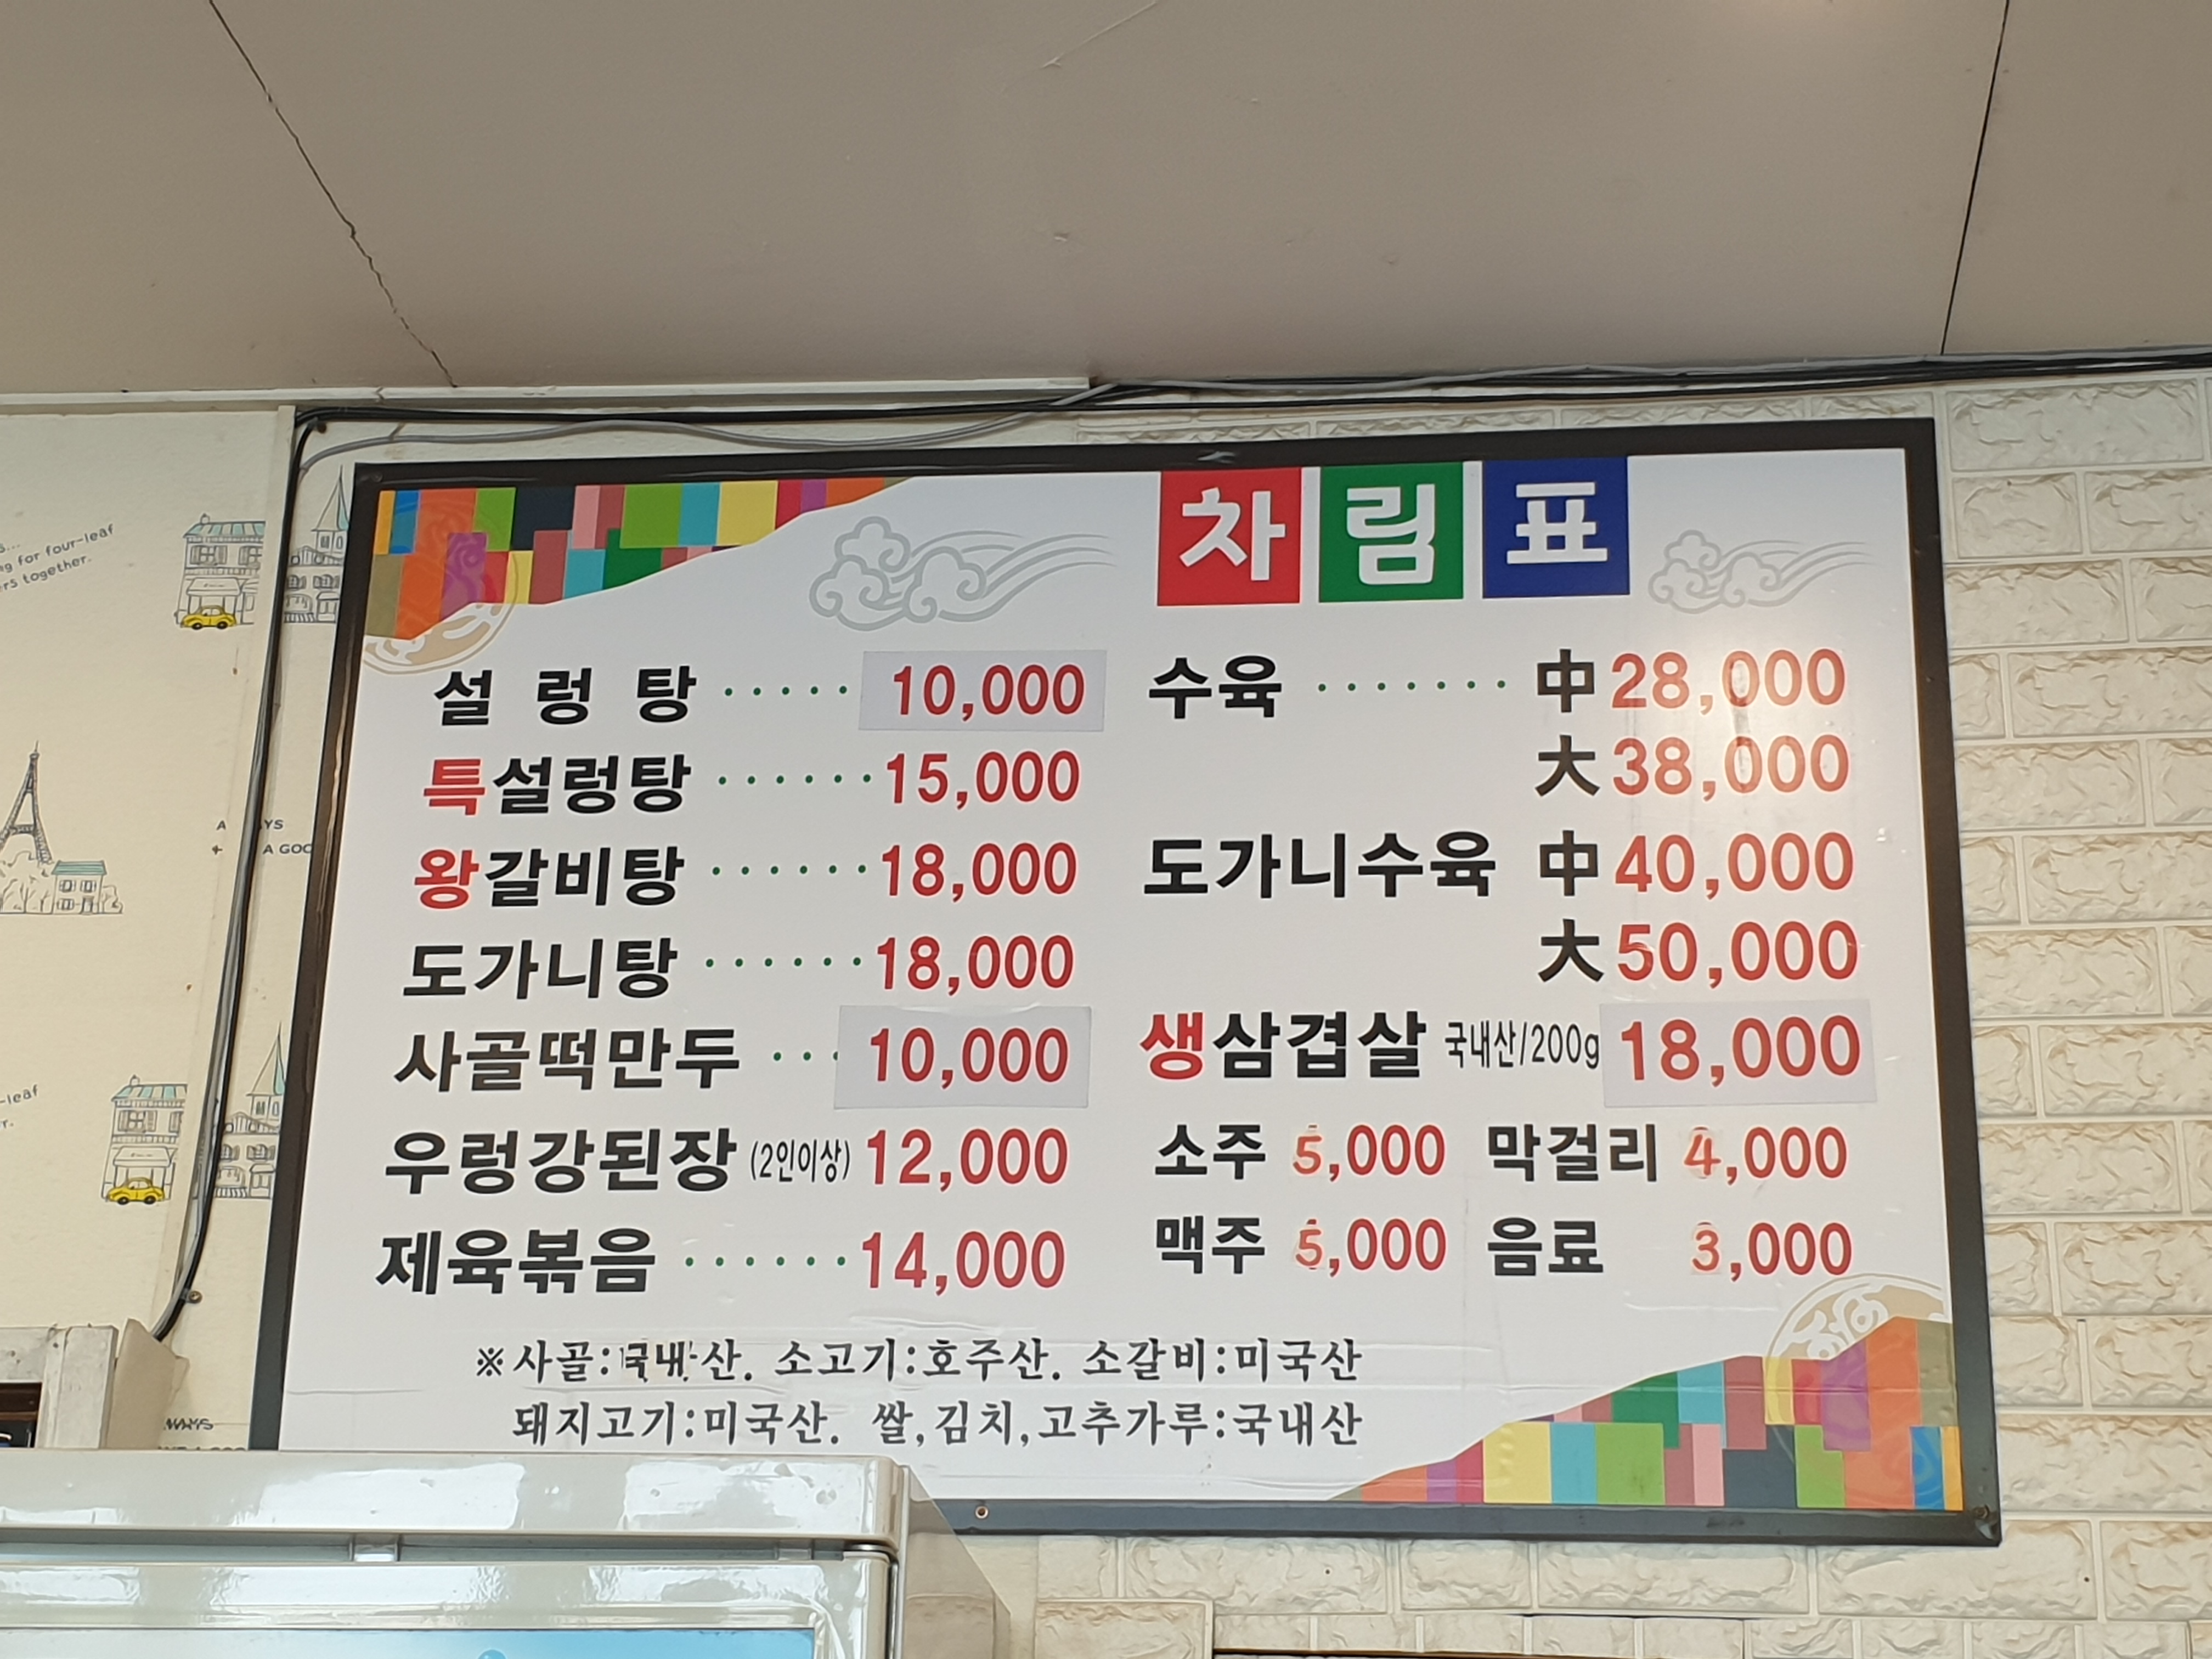 차림표
설렁탕 ····· 10,000
특설렁탕 ······ 15,000
왕갈비탕 ······ 18,000
도가니탕 ······ 18,000
사골떡만두 ··· 10,000
우렁강된장 (2인이상) 12,000
제육볶음 ······ 14,000
수육 ······· 中 28,000
大 38,000
도가니수육 中 40,000
大 50,000
생삼겹살 국내산/200g 18,000
소주 5,000 막걸리 4,000
맥주 5,000 음료 3,000
※사골:국내산. 소고기:호주산. 소갈비:미국산
돼지고기:미국산. 쌀,김치,고추가루:국내산
for four-leaf
together.
A GOO
-leaf